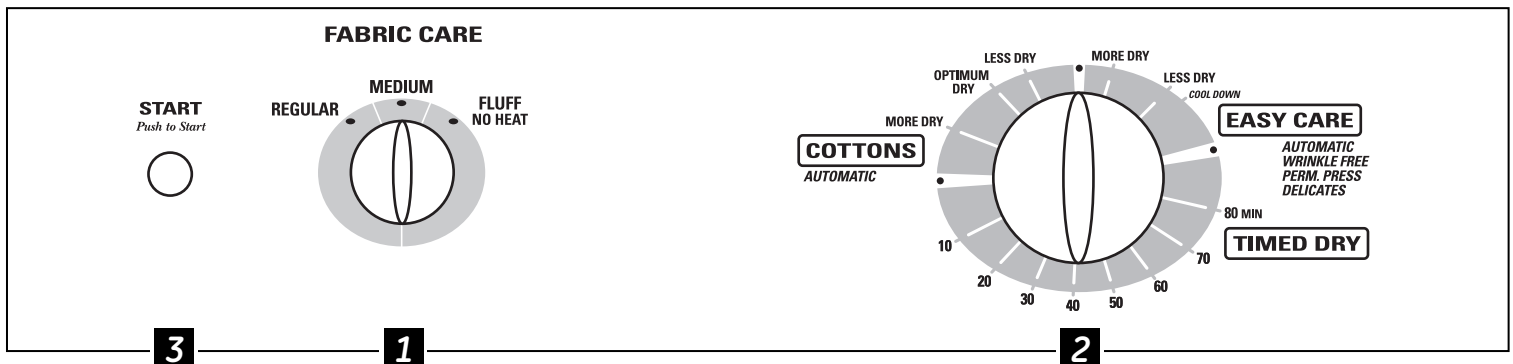 FABRIC CARE
START
Push to Start
REGULAR
MEDIUM
FLUFF
NO HEAT
COTTONS
AUTOMATIC
MORE DRY
OPTIMUM
DRY
LESS DRY
MORE DRY
LESS DRY
COOL DOWN
EASY CARE
AUTOMATIC
WRINKLE FREE
PERM. PRESS
DELICATES
80 MIN
TIMED DRY
70
60
50
40
30
20
10
3
1
2